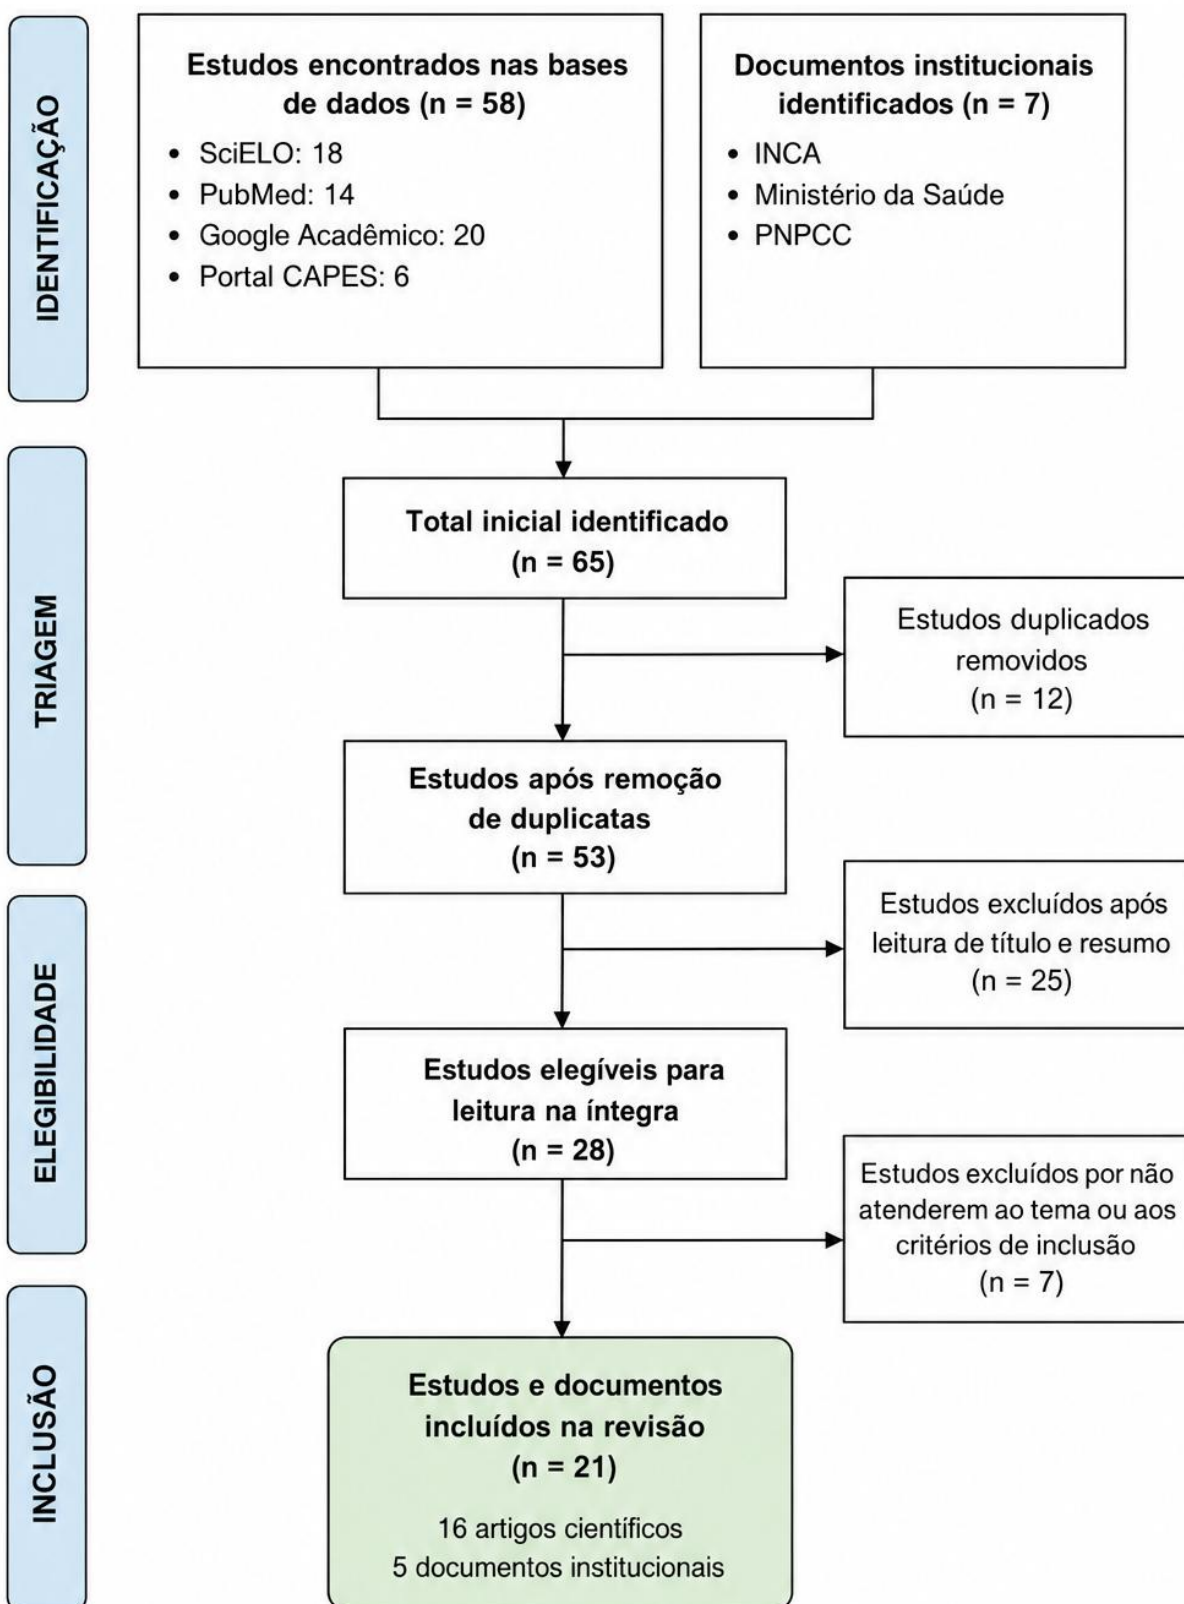 IDENTIFICAÇÃO
Estudos encontrados nas bases
de dados (n = 58)
• SciELO: 18
• PubMed: 14
• Google Acadêmico: 20
• Portal CAPES: 6
Documentos institucionais
identificados (n = 7)
• INCA
• Ministério da Saúde
• PNPCC
TRIAGEM
Total inicial identificado
(n = 65)
Estudos duplicados
removidos
(n = 12)
Estudos após remoção
de duplicatas
(n = 53)
ELEGIBILIDADE
Estudos excluídos após
leitura de título e resumo
(n = 25)
Estudos elegíveis para
leitura na íntegra
(n = 28)
Estudos excluídos por não
atenderem ao tema ou aos
critérios de inclusão
(n = 7)
INCLUSÃO
Estudos e documentos
incluídos na revisão
(n = 21)
16 artigos científicos
5 documentos institucionais